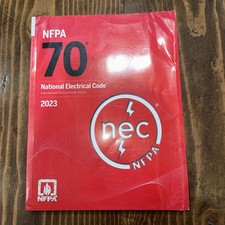 NFPA
70®
National Electrical Code®
2023
nec®
NFPA
NFPA®